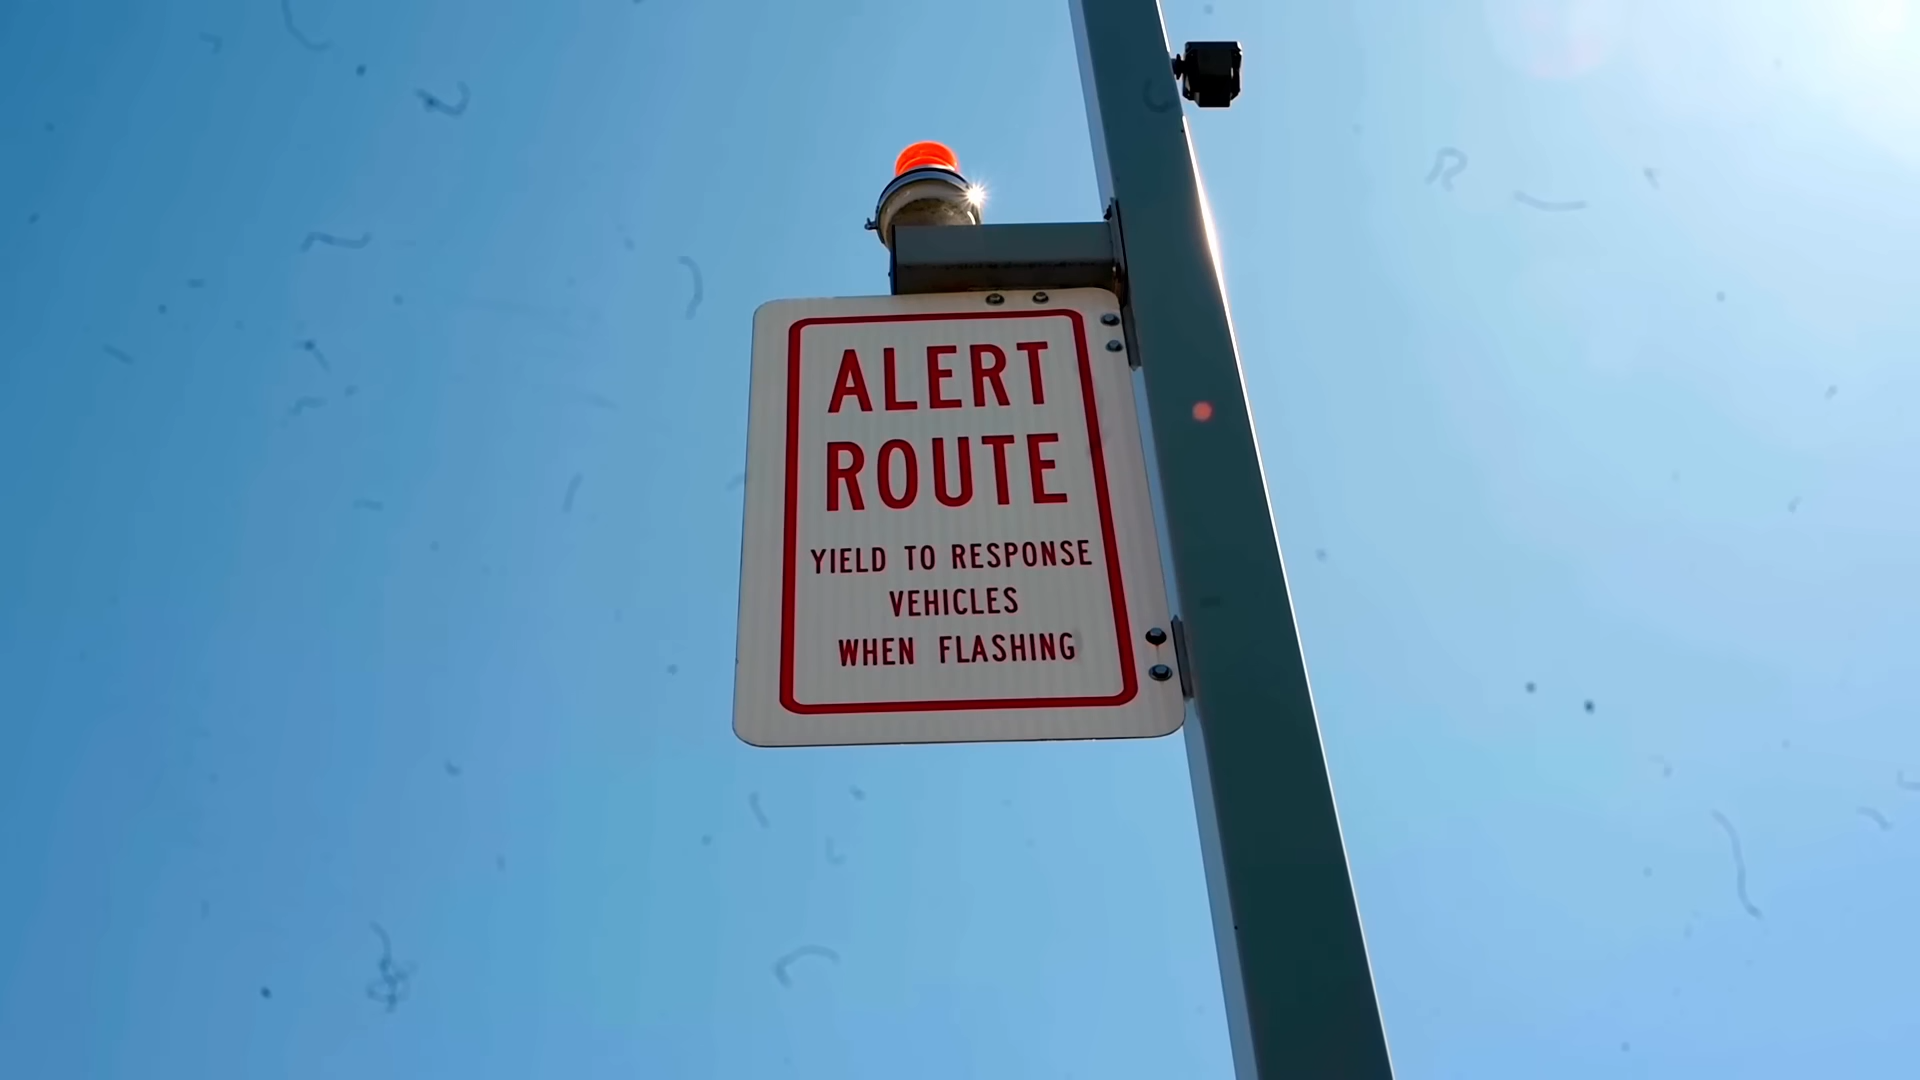 ALERT
ROUTE
YIELD TO RESPONSE
VEHICLES
WHEN FLASHING